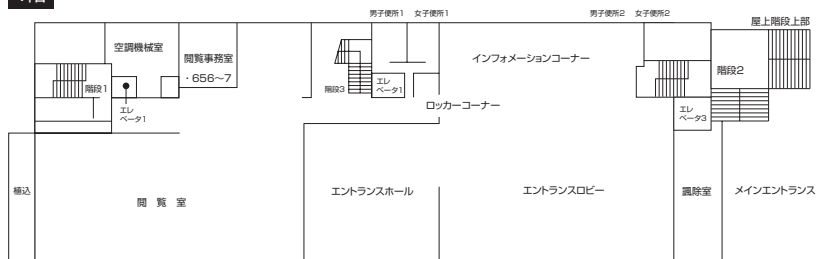 男子便所1
女子便所1
男子便所2
女子便所2
屋上階段上部
空調機械室
閲覧事務室
・656〜7
インフォメーションコーナー
階段2
階段1
階段3
エレ
ベータ1
エレ
ベータ1
ロッカーコーナー
エレ
ベータ3
植込
閲 覧 室
エントランスホール
エントランスロビー
風除室
メインエントランス